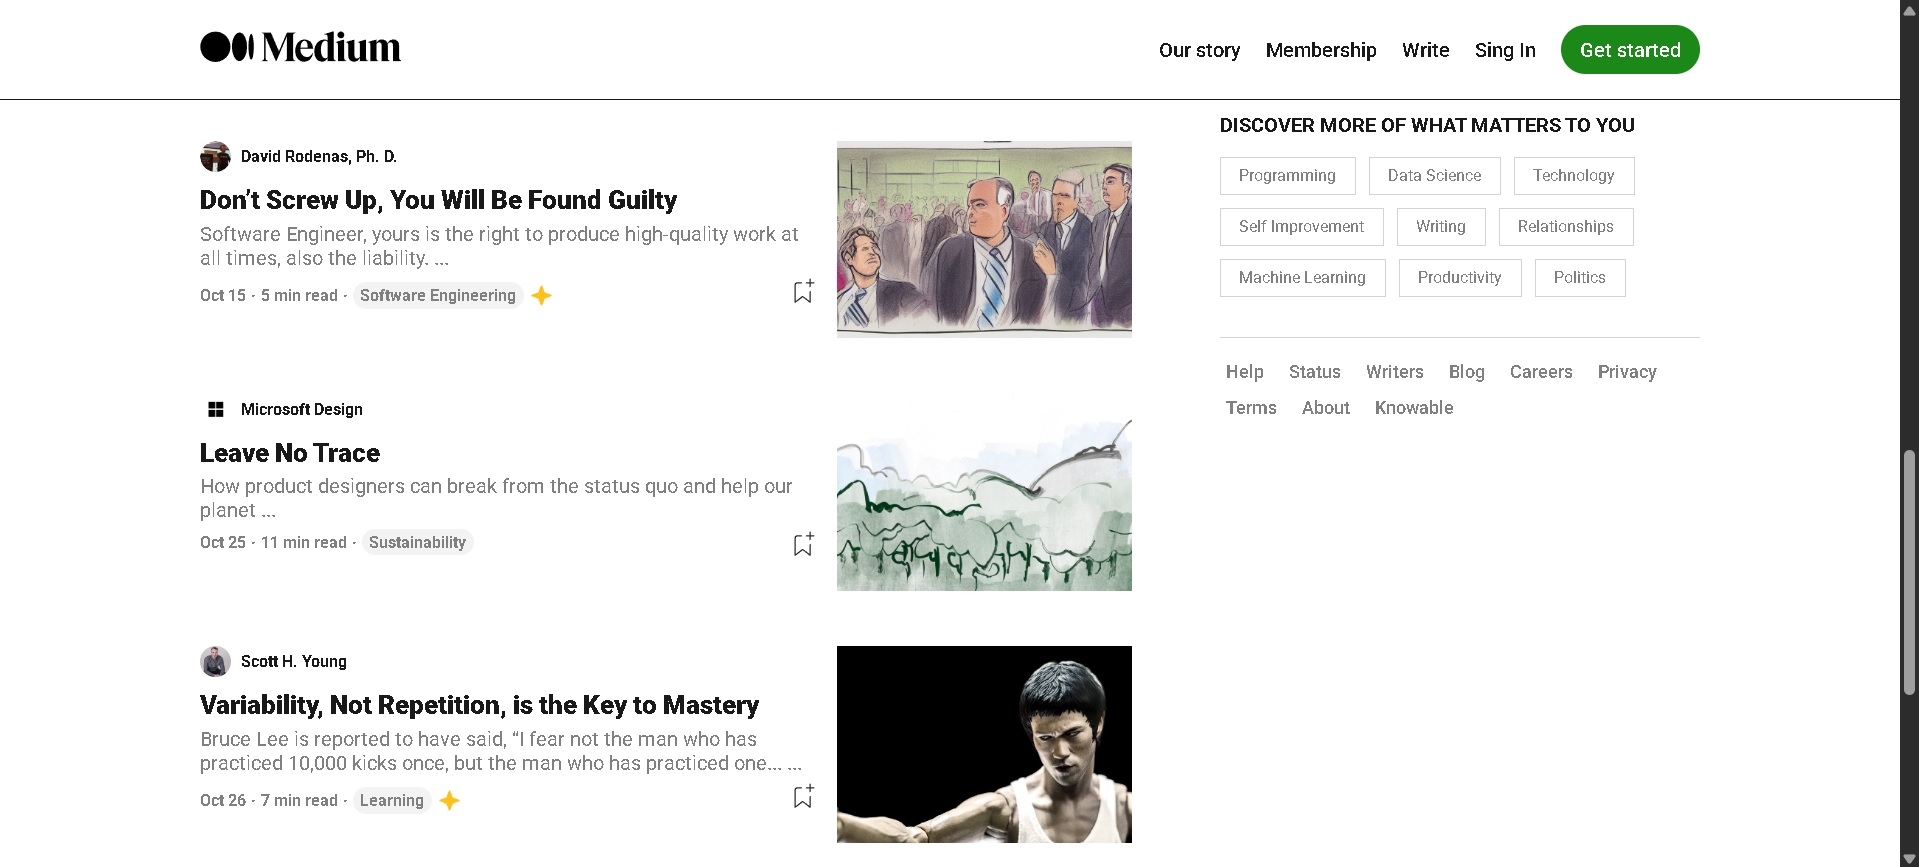 Medium
Our story
Membership
Write
Sing In
Get started
David Rodenas, Ph. D.
Don’t Screw Up, You Will Be Found Guilty
Software Engineer, yours is the right to produce high-quality work at
all times, also the liability. ...
Oct 15 · 5 min read · Software Engineering
Microsoft Design
Leave No Trace
How product designers can break from the status quo and help our
planet ...
Oct 25 · 11 min read · Sustainability
Scott H. Young
Variability, Not Repetition, is the Key to Mastery
Bruce Lee is reported to have said, “I fear not the man who has
practiced 10,000 kicks once, but the man who has practiced one... ...
Oct 26 · 7 min read · Learning
DISCOVER MORE OF WHAT MATTERS TO YOU
Programming
Data Science
Technology
Self Improvement
Writing
Relationships
Machine Learning
Productivity
Politics
Help
Status
Writers
Blog
Careers
Privacy
Terms
About
Knowable